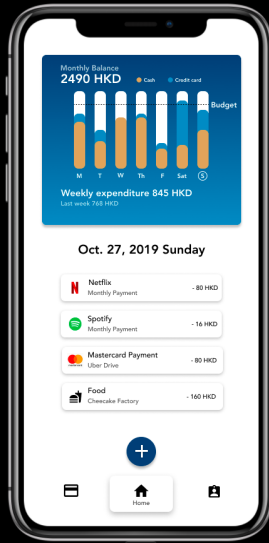 Monthly Balance
2490 HKD
Cash
Credit card
Budget
M T W Th F Sat S
Weekly expenditure 845 HKD
Last week 768 HKD
Oct. 27, 2019 Sunday
Netflix
Monthly Payment
- 80 HKD
Spotify
Monthly Payment
- 16 HKD
Mastercard Payment
Uber Drive
- 80 HKD
Food
Cheecake Factory
- 160 HKD
Home